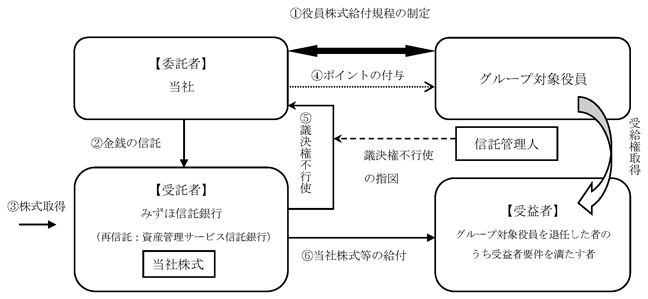 ①役員株式給付規程の制定
【委託者】
当社
④ポイントの付与
グループ対象役員
②金銭の信託
⑤議決権不行使
議決権不行使
の指図
信託管理人
受給権取得
③株式取得
【受託者】
みずほ信託銀行
(再信託：資産管理サービス信託銀行)
当社株式
⑥当社株式等の給付
【受益者】
グループ対象役員を退任した者の
うち受益者要件を満たす者